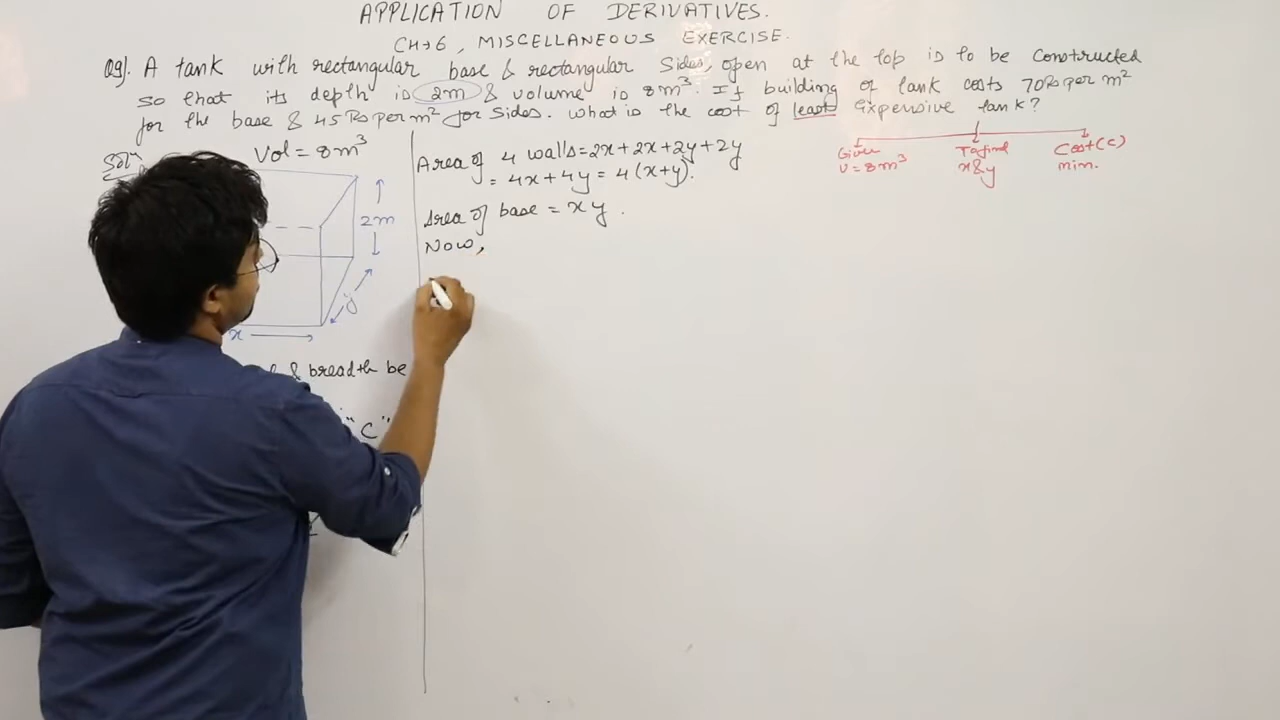 APPLICATION OF DERIVATIVES.
CH→6, MISCELLANEOUS EXERCISE.
Q9). A tank with rectangular base & rectangular sides, open at the top is to be constructed
so that its depth is 2m & volume is 8m³. If building of tank costs 70 Rs per m²
for the base & 45 Rs per m² for sides. What is the cost of least expensive tank?
Solⁿ
Vol = 8m³
2m
y
x
& breadth be
"C"
Area of 4 walls = 2x + 2x + 2y + 2y
= 4x + 4y = 4(x+y).
Area of base = xy.
Now,
Given
V = 8m³
To find
x & y
Cost (C)
min.